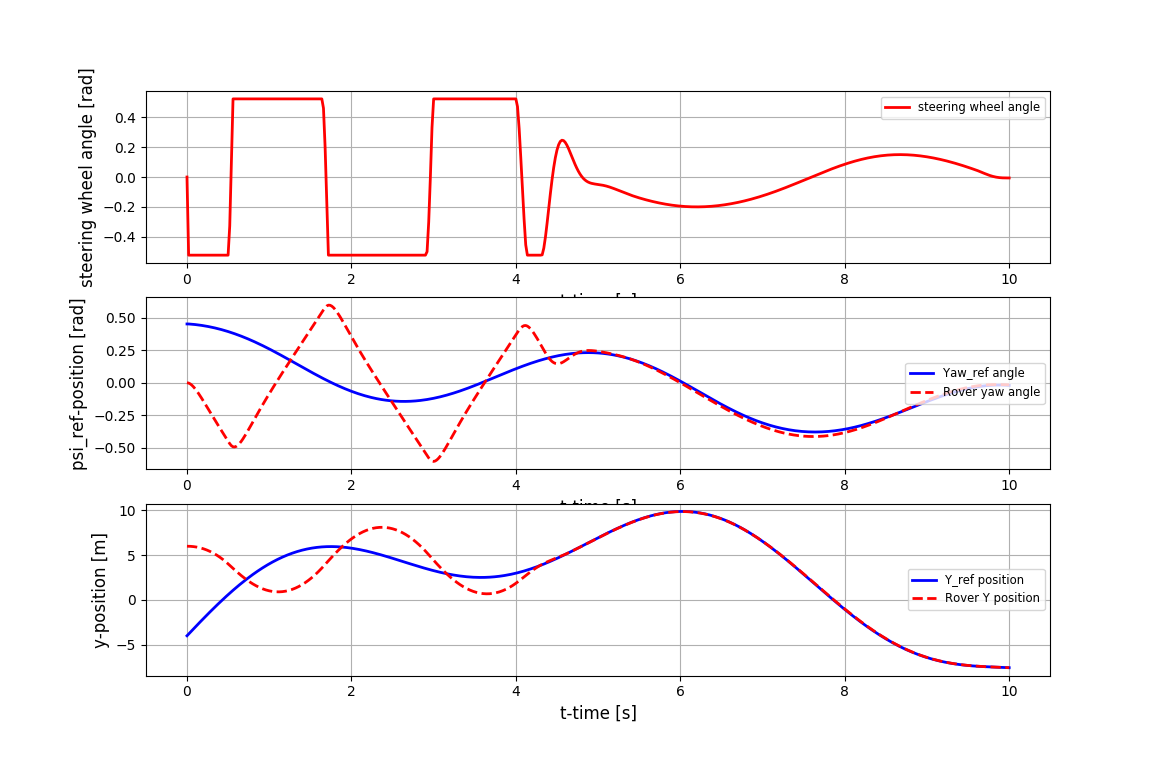 steering wheel angle [rad]
0.4
0.2
0.0
−0.2
−0.4
steering wheel angle
0 2 4 6 8 10
psi_ref-position [rad]
0.50
0.25
0.00
−0.25
−0.50
Yaw_ref angle
Rover yaw angle
0 2 4 6 8 10
y-position [m]
10
5
0
−5
Y_ref position
Rover Y position
0 2 4 6 8 10
t-time [s]